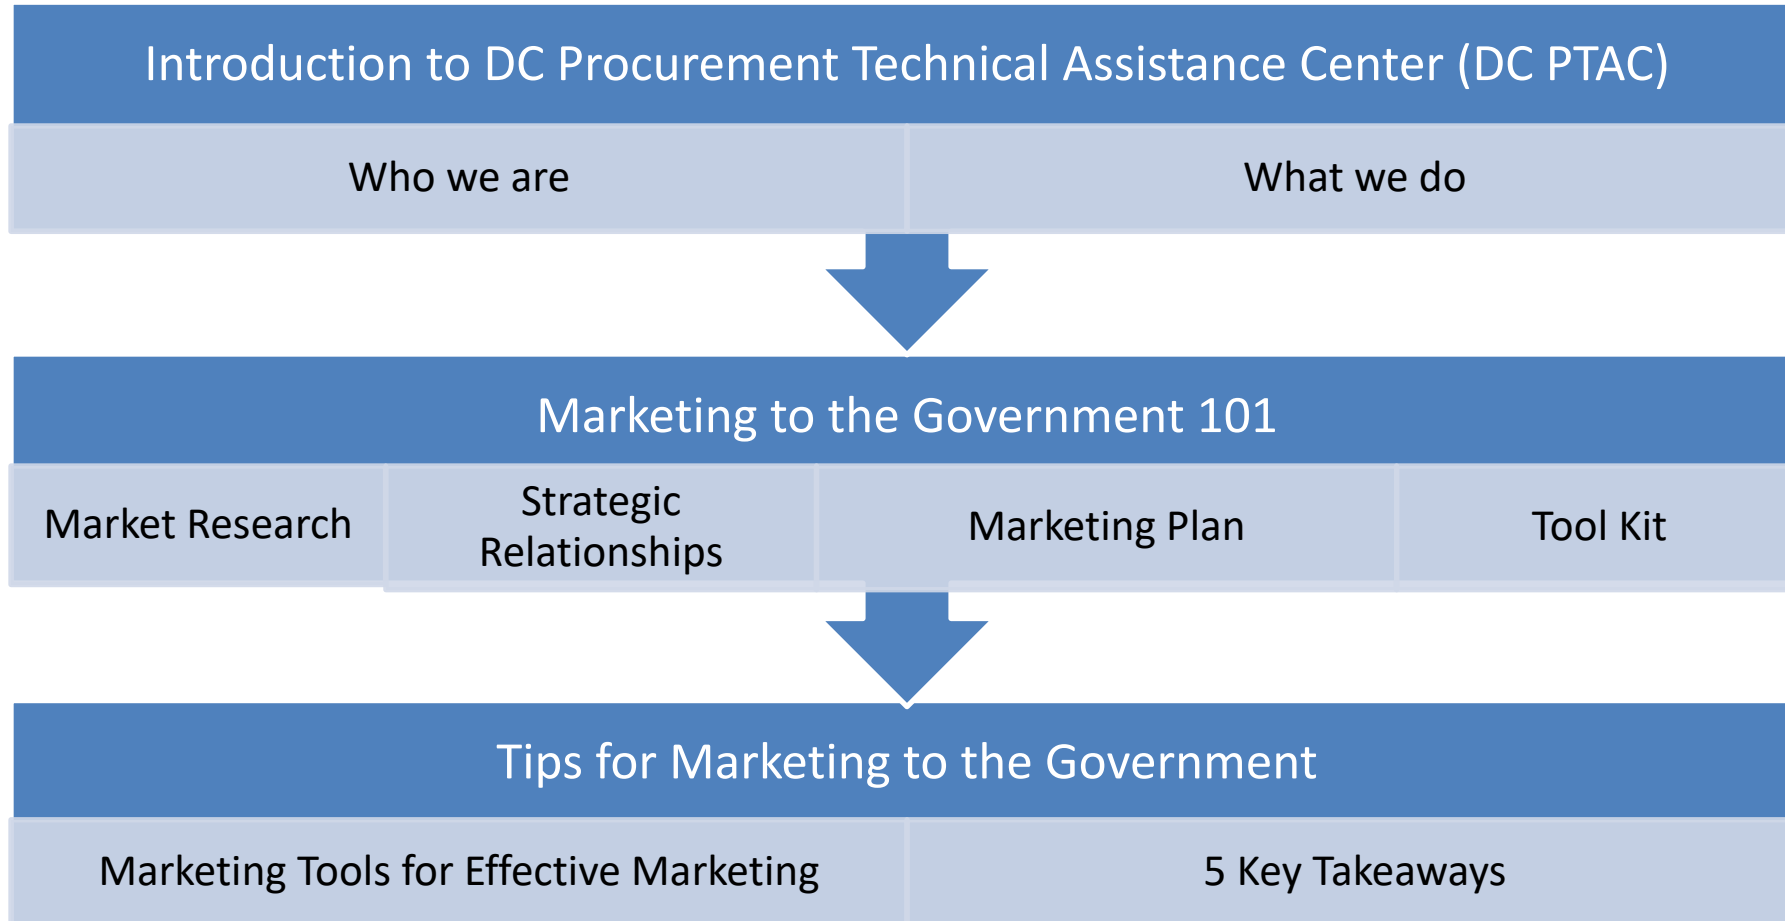 Introduction to DC Procurement Technical Assistance Center (DC PTAC)
Who we are
What we do
Marketing to the Government 101
Market Research
Strategic
Relationships
Marketing Plan
Tool Kit
Tips for Marketing to the Government
Marketing Tools for Effective Marketing
5 Key Takeaways